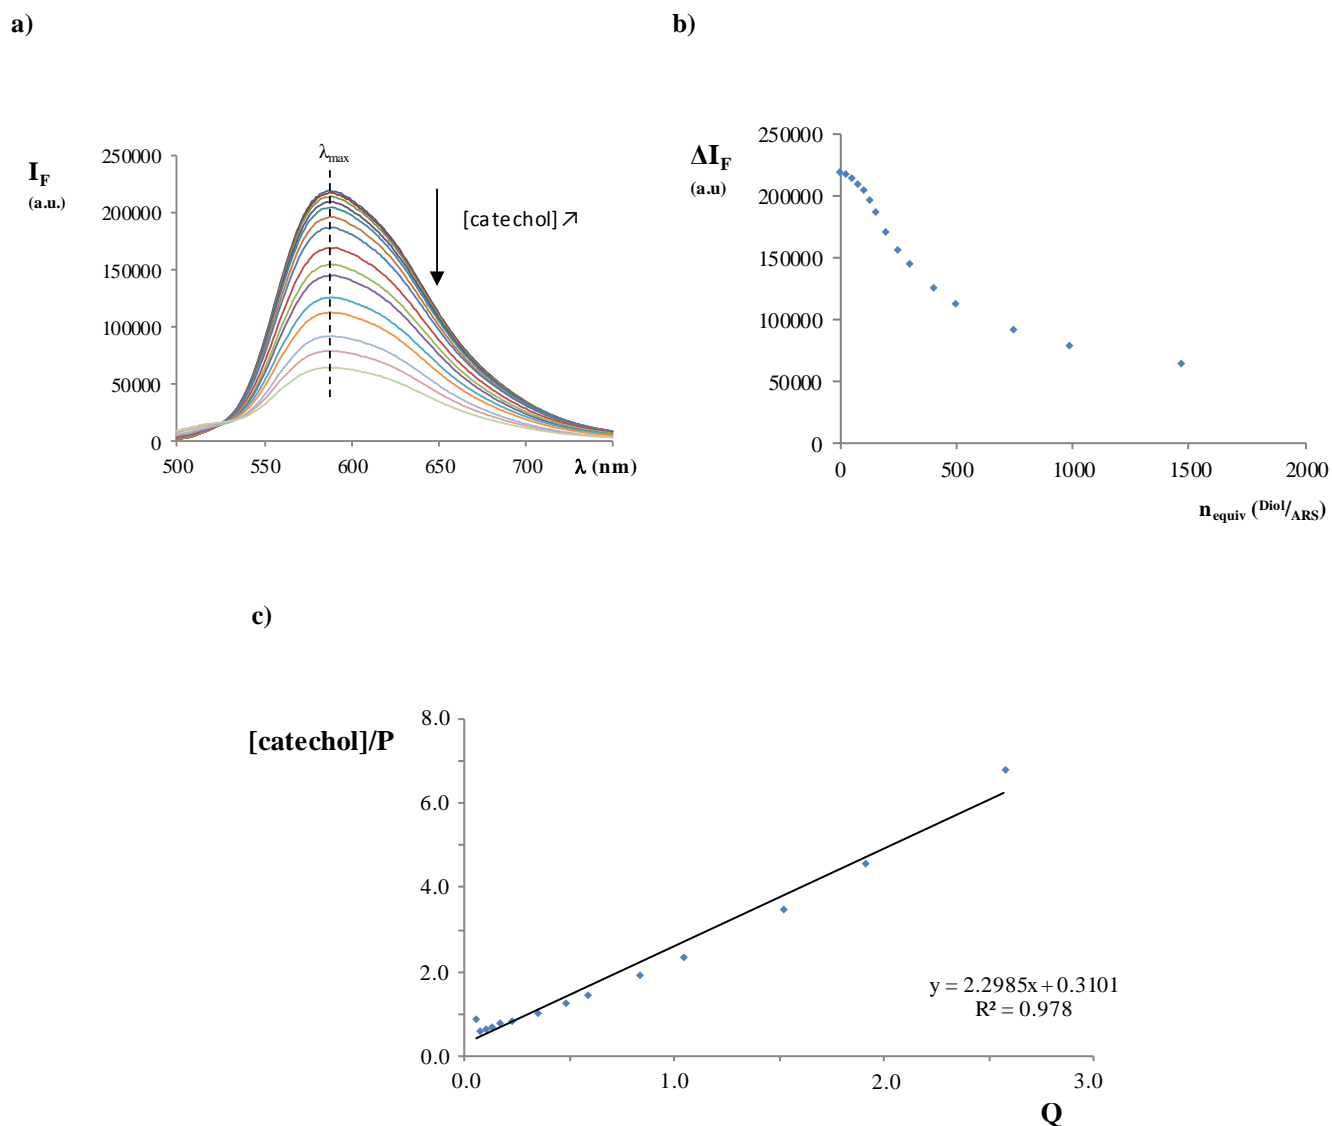 a)
b)
I_F
(a.u.)
250000
200000
150000
100000
50000
0
500
550
600
650
700
λ (nm)
λmax
[catechol] ↗
ΔI_F
(a.u)
250000
200000
150000
100000
50000
0
0
500
1000
1500
2000
n_equiv (Diol/ARS)
c)
[catechol]/P
8.0
6.0
4.0
2.0
0.0
0.0
1.0
2.0
3.0
Q
y = 2.2985x + 0.3101
R² = 0.978